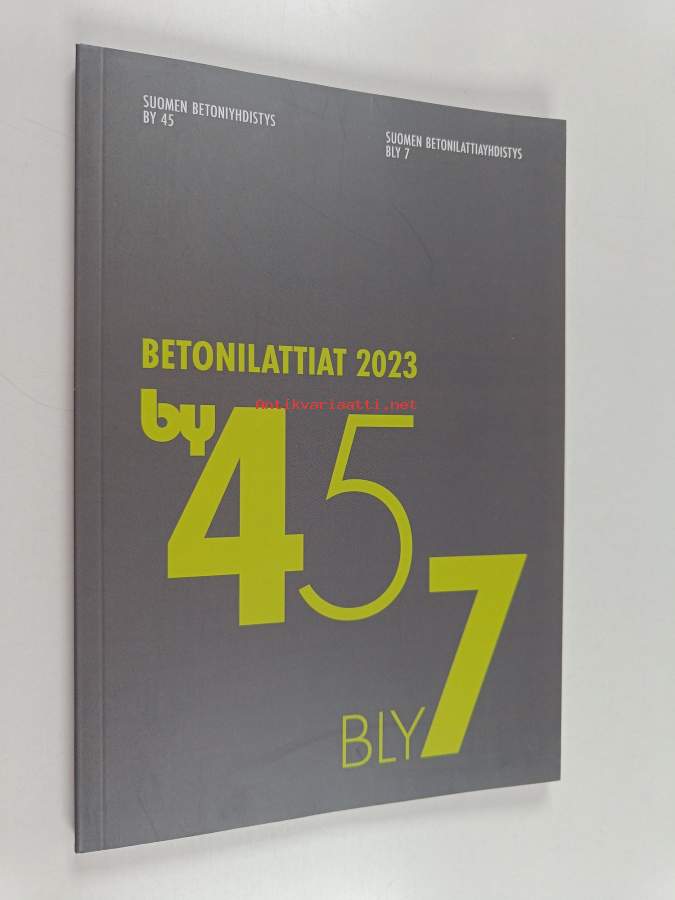 SUOMEN BETONIYHDISTYS
BY 45
SUOMEN BETONILATTIAYHDISTYS
BLY 7
BETONILATTIAT 2023
Antikvariaatti.net
by 45
BLY 7